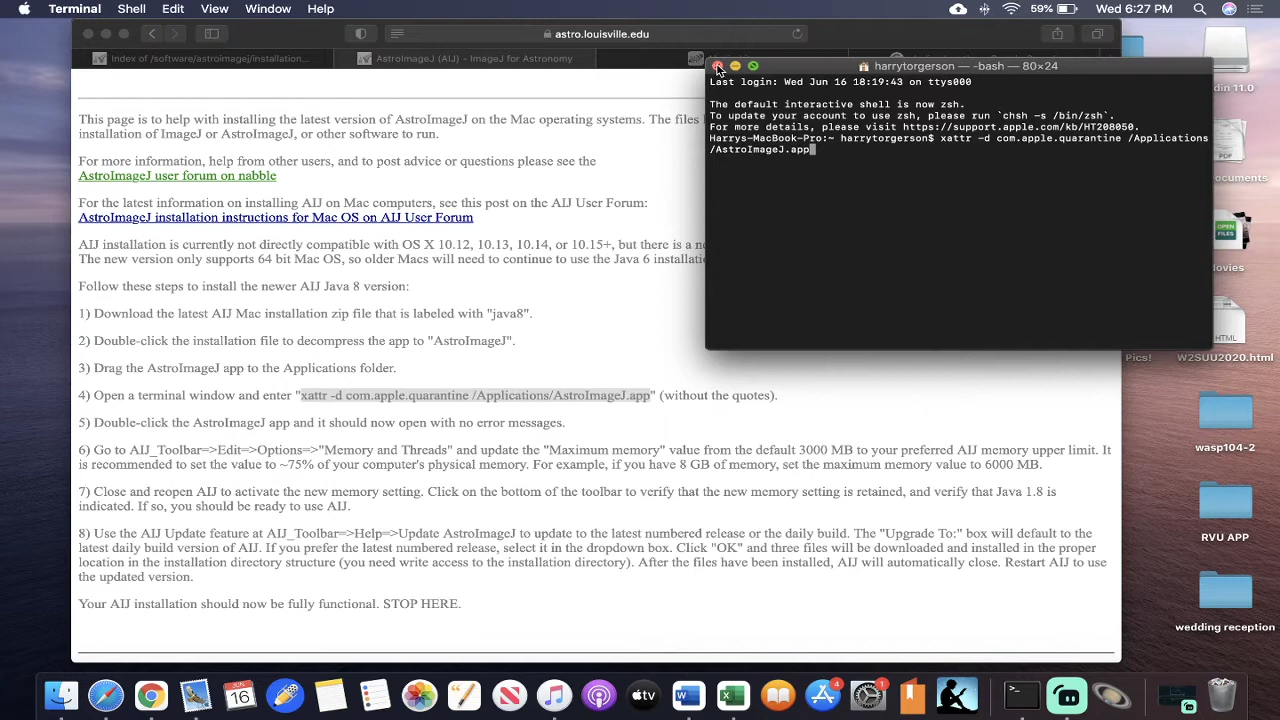 Terminal Shell Edit View Window Help 59% Wed 6:27 PM
astro.louisville.edu
Index of /software/astroimagej/installation...
AstroImageJ (AIJ) - ImageJ for Astronomy
harrytorgerson — -bash — 80×24
Last login: Wed Jun 16 18:19:43 on ttys000
The default interactive shell is now zsh.
To update your account to use zsh, please run `chsh -s /bin/zsh`.
For more details, please visit https://support.apple.com/kb/HT208050.
Harrys-MacBook-Pro:~ harrytorgerson$ xattr -d com.apple.quarantine /Applications
/AstroImageJ.app
This page is to help with installing the latest version of AstroImageJ on the Mac operating systems. The files
installation of ImageJ or AstroImageJ, or other software to run.
For more information, help from other users, and to post advice or questions please see the
AstroImageJ user forum on nabble
For the latest information on installing AIJ on Mac computers, see this post on the AIJ User Forum:
AstroImageJ installation instructions for Mac OS on AIJ User Forum
AIJ installation is currently not directly compatible with OS X 10.12, 10.13, 10.14, or 10.15+, but there is a
The new version only supports 64 bit Mac OS, so older Macs will need to continue to use the Java 6
Follow these steps to install the newer AIJ Java 8 version:
1) Download the latest AIJ Mac installation zip file that is labeled with "java8".
2) Double-click the installation file to decompress the app to "AstroImageJ".
3) Drag the AstroImageJ app to the Applications folder.
4) Open a terminal window and enter "xattr -d com.apple.quarantine /Applications/AstroImageJ.app" (without the quotes).
5) Double-click the AstroImageJ app and it should now open with no error messages.
6) Go to AIJ_Toolbar=>Edit=>Options=>"Memory and Threads" and update the "Maximum memory" value from the default 3000 MB to your preferred AIJ memory upper limit. It
is recommended to set the value to ~75% of your computer's physical memory. For example, if you have 8 GB of memory, set the maximum memory value to 6000 MB.
7) Close and reopen AIJ to activate the new memory setting. Click on the bottom of the toolbar to verify that the new memory setting is retained, and verify that Java 1.8 is
indicated. If so, you should be ready to use AIJ.
8) Use the AIJ Update feature at AIJ_Toolbar=>Help=>Update AstroImageJ to update to the latest numbered release or the daily build. The "Upgrade To:" box will default to the
latest daily build version of AIJ. If you prefer the latest numbered release, select it in the dropdown box. Click "OK" and three files will be downloaded and installed in the proper
location in the installation directory structure (you need write access to the installation directory). After the files have been installed, AIJ will automatically close. Restart AIJ to use
the updated version.
Your AIJ installation should now be fully functional. STOP HERE.
din 11.0
ocuments
OPEN
FILES
ovies
HTML
Pics!
W2SUU2020.html
wasp104-2
RVU APP
wedding reception
JUN
16
4
1
tv